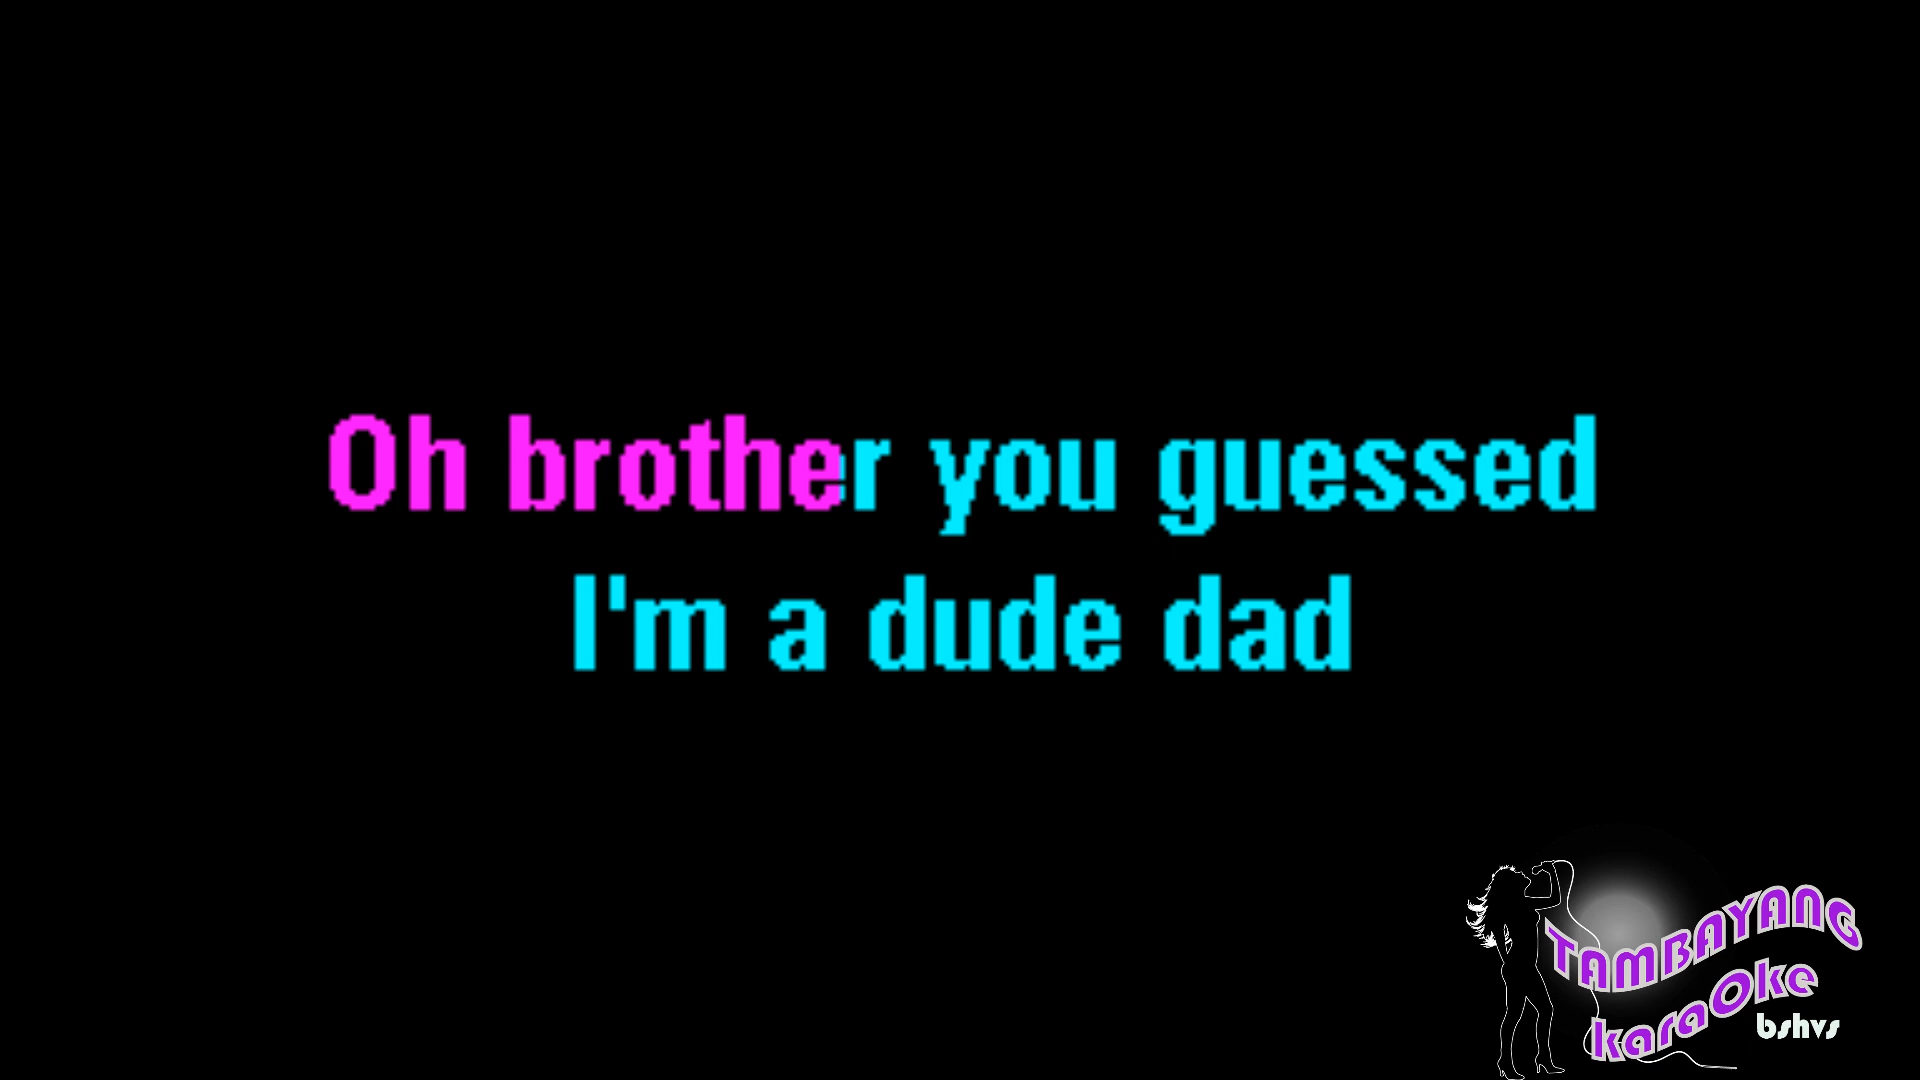 Oh brother you guessed
I'm a dude dad
TAMBAYANG
karaOke
bshvs